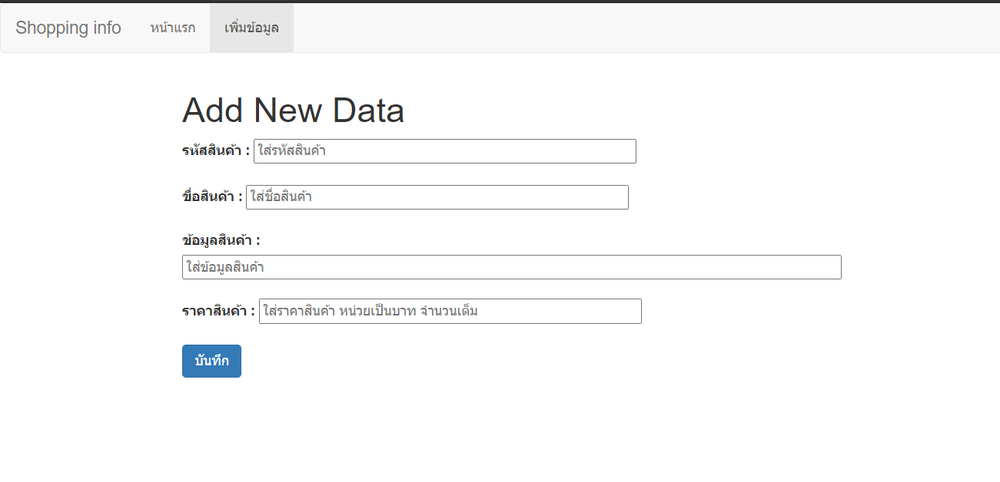 Shopping info หน้าแรก เพิ่มข้อมูล
Add New Data
รหัสสินค้า : ใส่รหัสสินค้า
ชื่อสินค้า : ใส่ชื่อสินค้า
ข้อมูลสินค้า :
ใส่ข้อมูลสินค้า
ราคาสินค้า : ใส่ราคาสินค้า หน่วยเป็นบาท จำนวนเต็ม
บันทึก